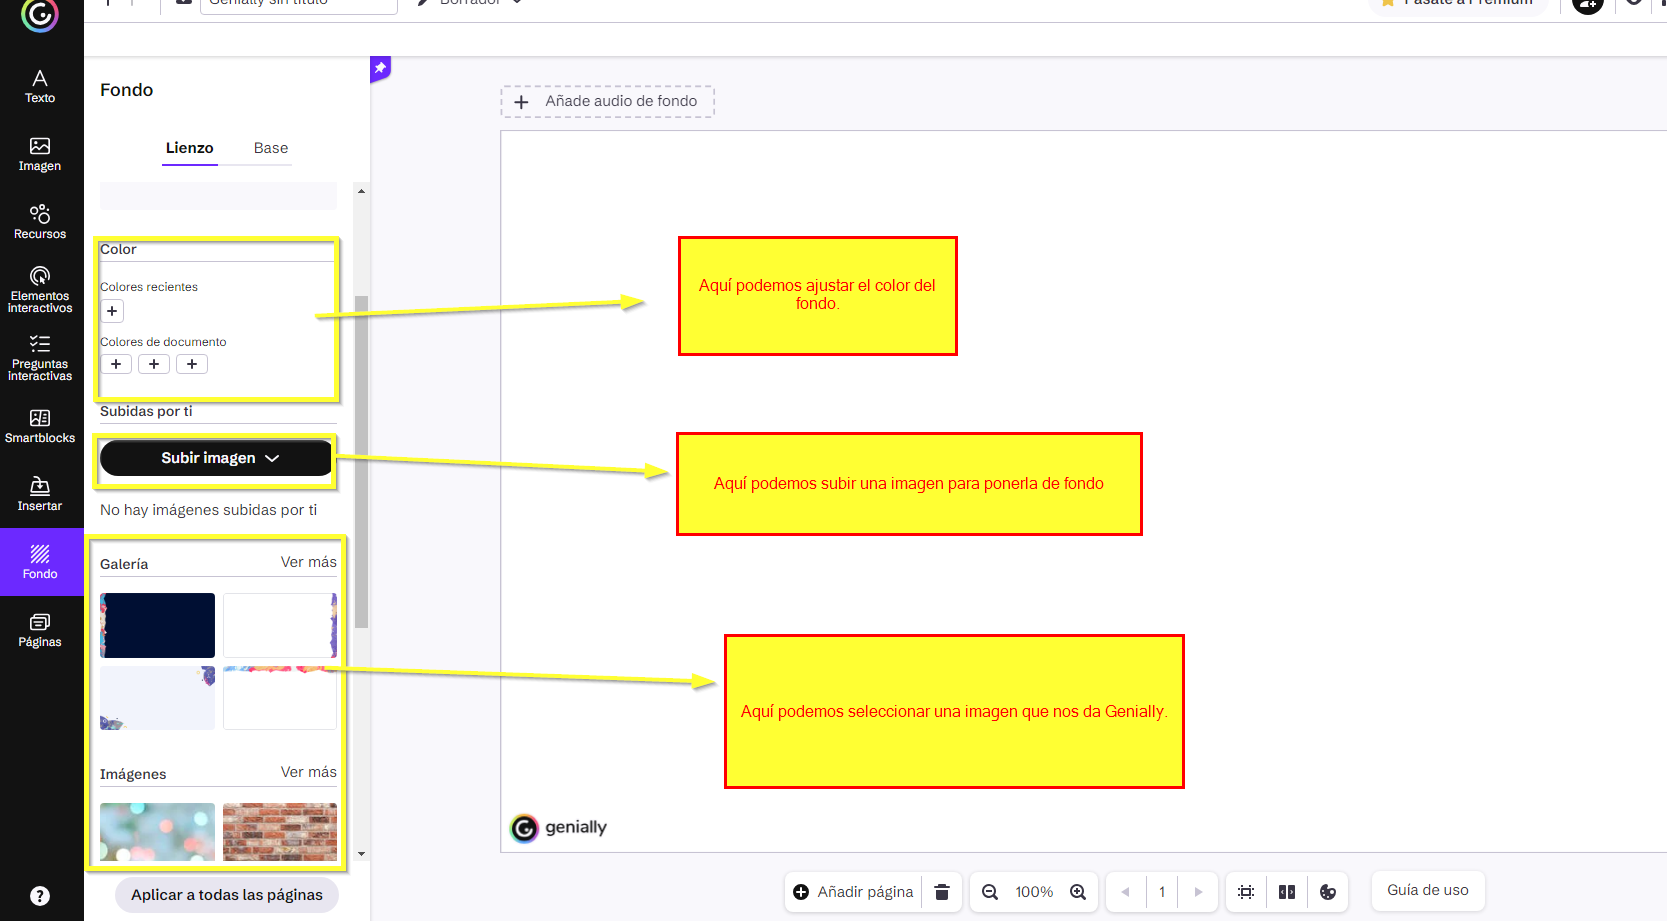 Genially sin título
Borrador
Pásate a Premium
Texto
Imagen
Recursos
Elementos
interactivos
Preguntas
interactivas
Smartblocks
Insertar
Fondo
Páginas
?
Fondo
Lienzo Base
Color
Colores recientes
+
Colores de documento
+ + +
Subidas por ti
Subir imagen
No hay imágenes subidas por ti
Galería Ver más
Imágenes Ver más
Aplicar a todas las páginas
+ Añade audio de fondo
Aquí podemos ajustar el color del
fondo.
Aquí podemos subir una imagen para ponerla de fondo
Aquí podemos seleccionar una imagen que nos da Genially.
genially
Añadir página
100%
1
Guía de uso